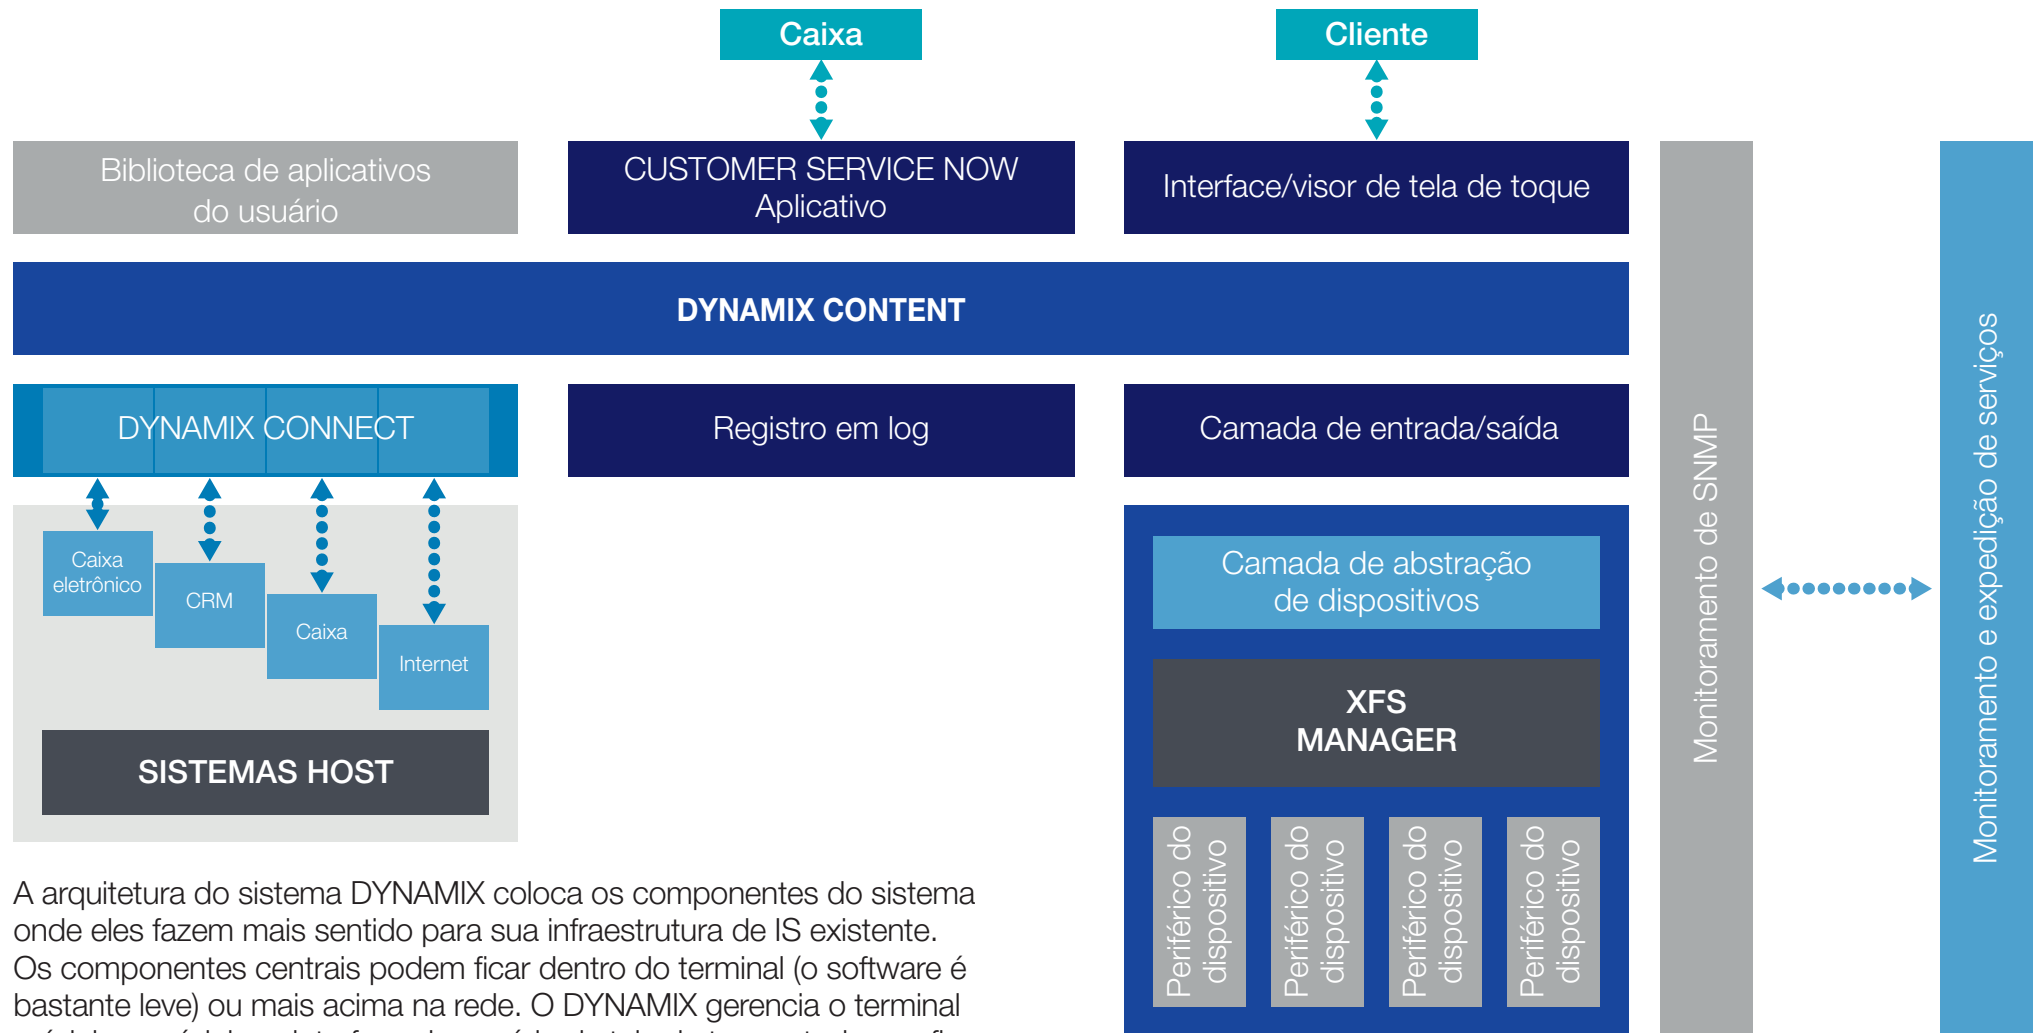 Caixa
Cliente
Biblioteca de aplicativos
do usuário
CUSTOMER SERVICE NOW
Aplicativo
Interface/visor de tela de toque
DYNAMIX CONTENT
DYNAMIX CONNECT
Registro em log
Camada de entrada/saída
Caixa
eletrônico
CRM
Caixa
Internet
SISTEMAS HOST
Camada de abstração
de dispositivos
XFS
MANAGER
Periférico do
dispositivo
Periférico do
dispositivo
Periférico do
dispositivo
Periférico do
dispositivo
Monitoramento de SNMP
Monitoramento e expedição de serviços
A arquitetura do sistema DYNAMIX coloca os componentes do sistema
onde eles fazem mais sentido para sua infraestrutura de IS existente.
Os componentes centrais podem ficar dentro do terminal (o software é
bastante leve) ou mais acima na rede. O DYNAMIX gerencia o terminal